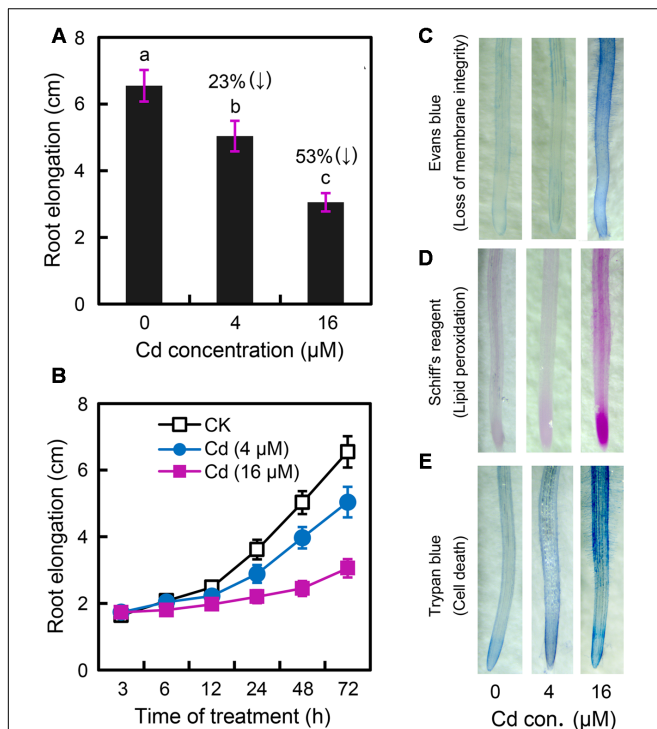 A
Root elongation (cm)
8
6
4
2
0
a
23% (↓)
b
53% (↓)
c
0 4 16
Cd concentration (µM)
B
Root elongation (cm)
8
6
4
2
0
CK
Cd (4 µM)
Cd (16 µM)
3 6 12 24 48 72
Time of treatment (h)
C
Evans blue
(Loss of membrane integrity)
D
Schiff's reagent
(Lipid peroxidation)
E
Trypan blue
(Cell death)
0 4 16
Cd con. (µM)